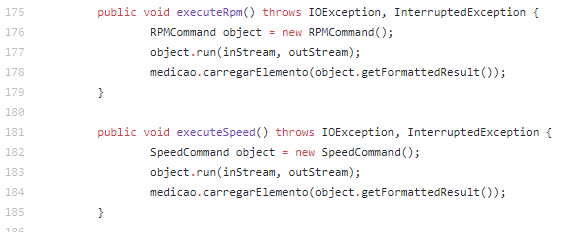 175 public void executeRpm() throws IOException, InterruptedException {
176 RPMCommand object = new RPMCommand();
177 object.run(inStream, outStream);
178 medicao.carregarElemento(object.getFormattedResult());
179 }
180
181 public void executeSpeed() throws IOException, InterruptedException {
182 SpeedCommand object = new SpeedCommand();
183 object.run(inStream, outStream);
184 medicao.carregarElemento(object.getFormattedResult());
185 }